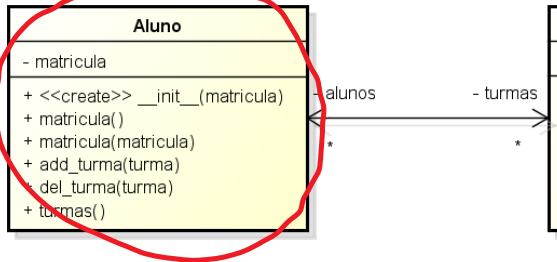 Aluno
- matricula
+ <<create>> __init__(matricula)
+ matricula()
+ matricula(matricula)
+ add_turma(turma)
+ del_turma(turma)
+ turmas()
- alunos
- turmas
*
*